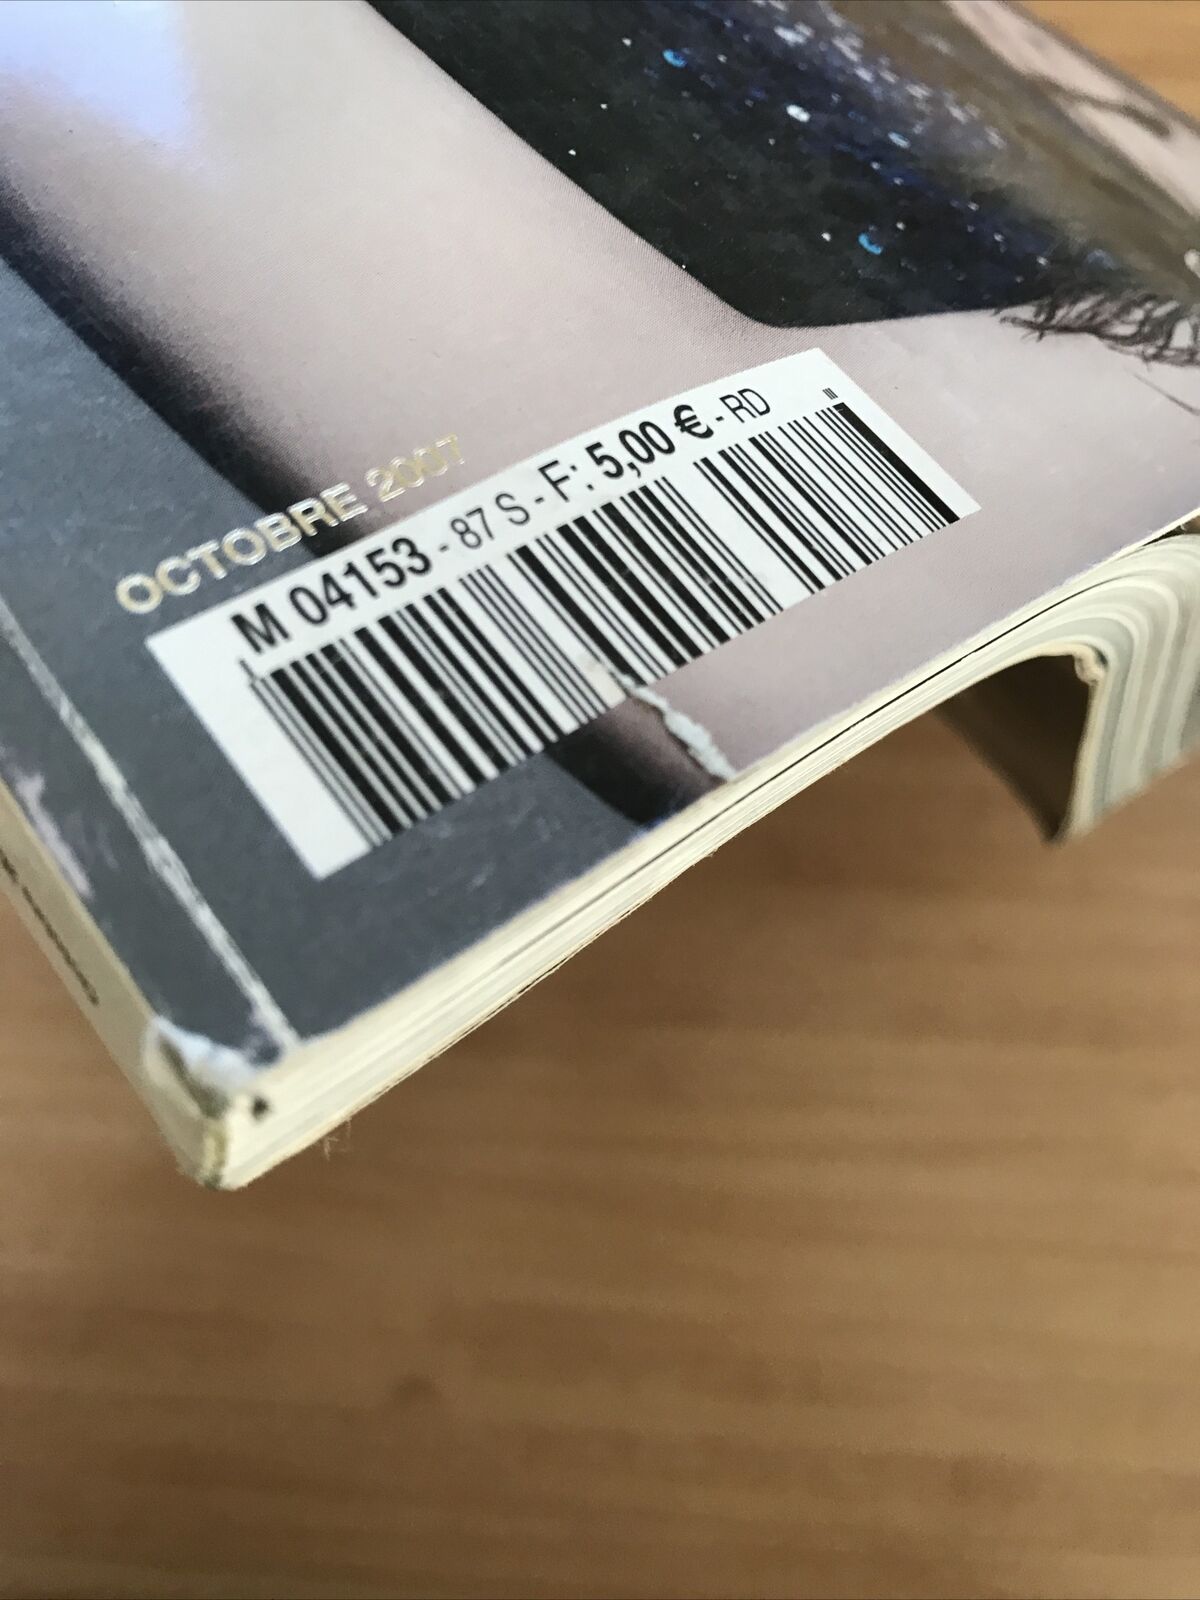 OCTOBRE 2007
M 04153 - 87 S - F: 5,00 € - RD